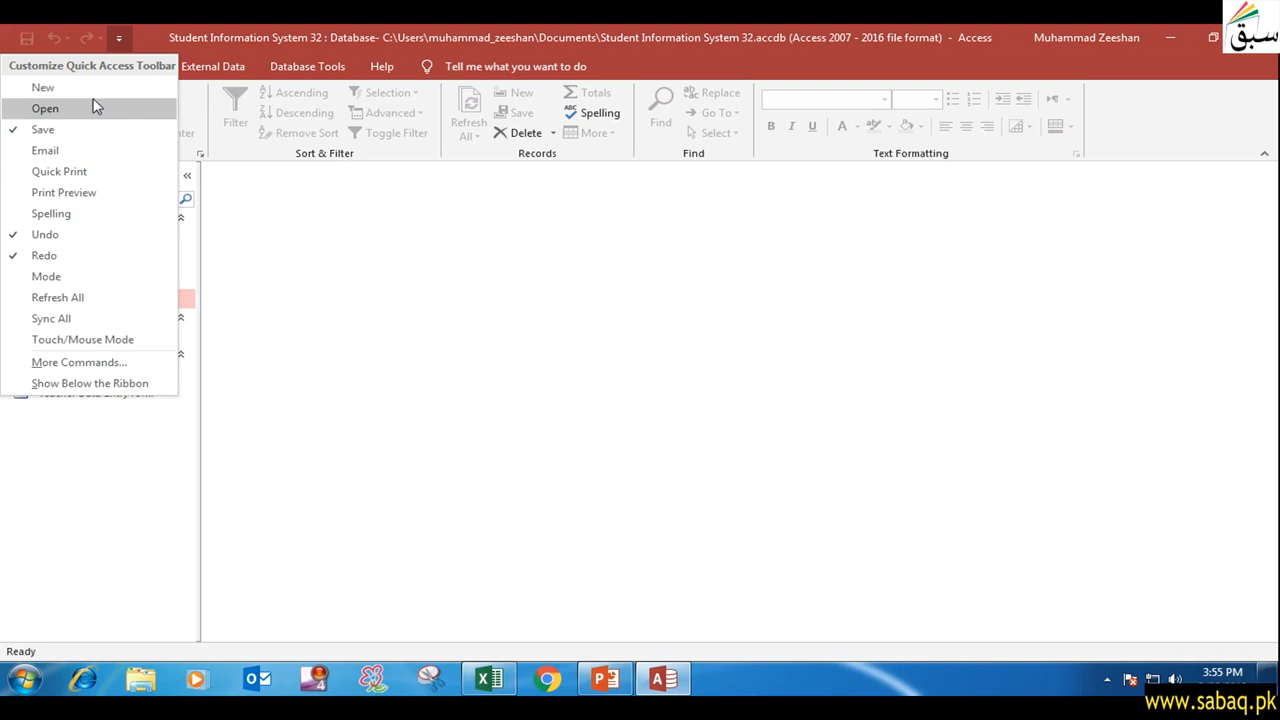 سبق
Student Information System 32 : Database- C:\Users\muhammad_zeeshan\Documents\Student Information System 32.accdb (Access 2007 - 2016 file format) - Access
Muhammad Zeeshan
Customize Quick Access Toolbar
External Data
Database Tools
Help
Tell me what you want to do
New
Open
Save
Email
Quick Print
Print Preview
Spelling
Undo
Redo
Mode
Refresh All
Sync All
Touch/Mouse Mode
More Commands...
Show Below the Ribbon
Filter
Ascending
Descending
Remove Sort
Selection
Advanced
Toggle Filter
Sort & Filter
Refresh
All
New
Save
Delete
Totals
Spelling
More
Records
Find
Replace
Go To
Select
Find
B I U A
Text Formatting
Ready
3:55 PM
www.sabaq.pk